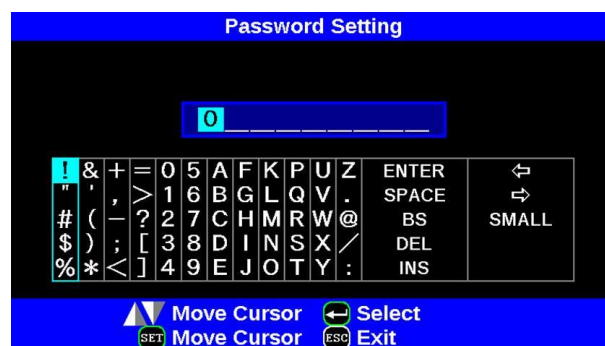 Password Setting
0_________
! & + = 0 5 A F K P U Z ENTER ⇦
" ' , > 1 6 B G L Q V . SPACE ⇨
# ( − ? 2 7 C H M R W @ BS SMALL
$ ) ; [ 3 8 D I N S X / DEL
% * < ] 4 9 E J O T Y : INS
Move Cursor Select
SET Move Cursor ESC Exit